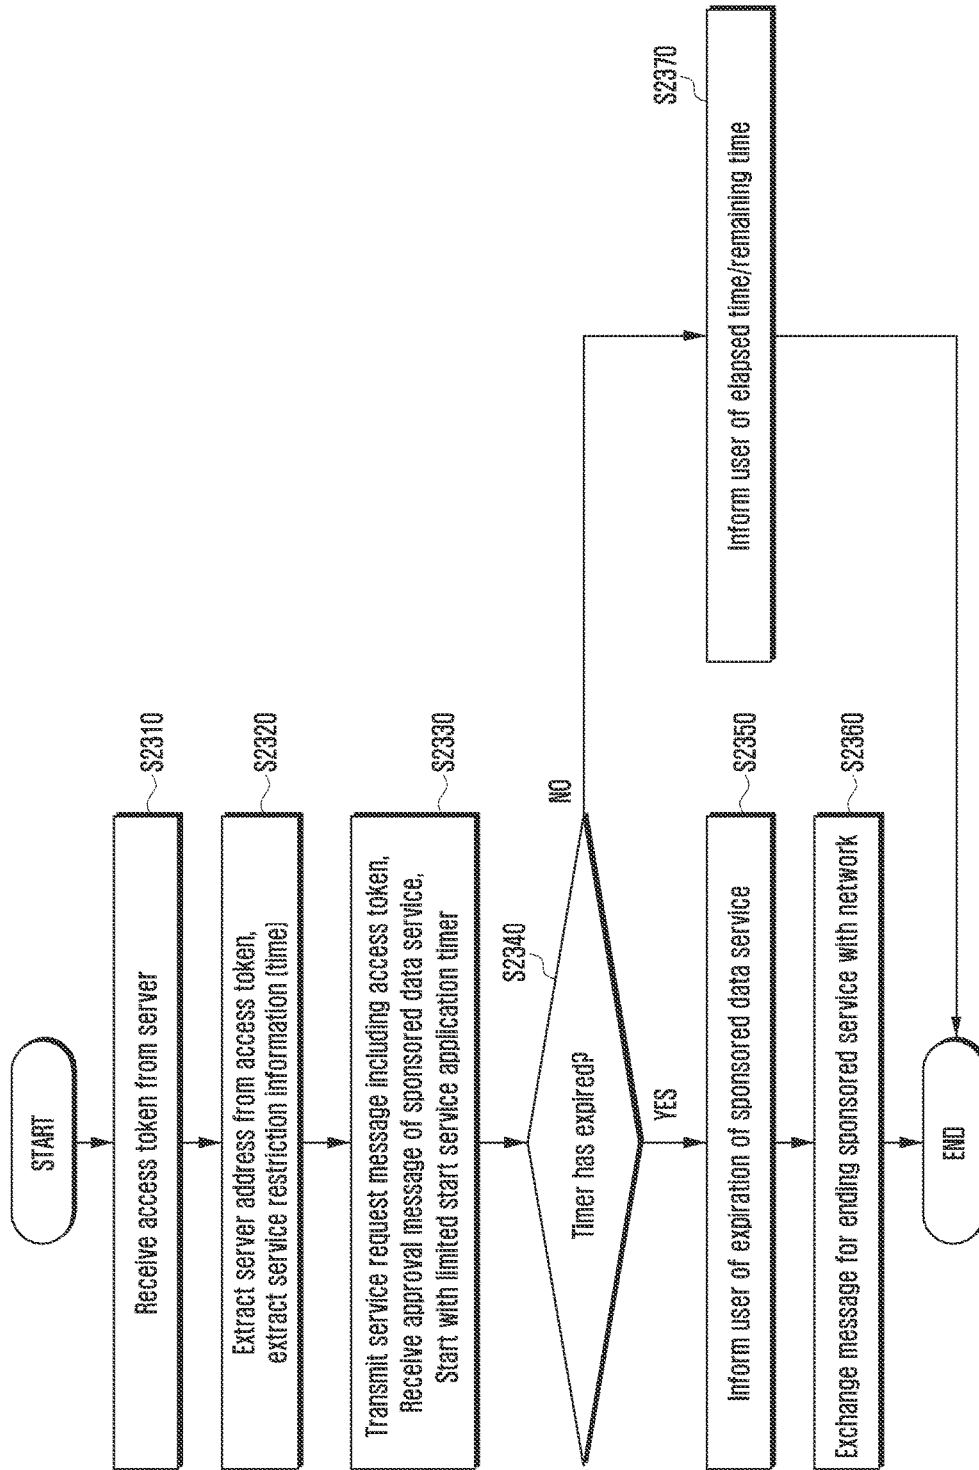 START
Receive access token from server
S2310
Extract server address from access token,
extract service restriction information (time)
S2320
Transmit service request message including access token,
Receive approval message of sponsored data service,
Start with limited start service application timer
S2330
Timer has expired?
S2340
NO
YES
Inform user of expiration of sponsored data service
S2350
Inform user of elapsed time/remaining time
S2370
Exchange message for ending sponsored service with network
S2360
END